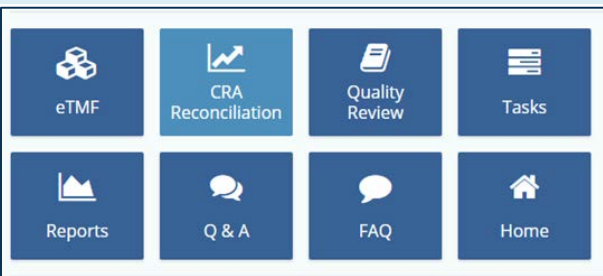 eTMF
CRA
Reconciliation
Quality
Review
Tasks
Reports
Q & A
FAQ
Home